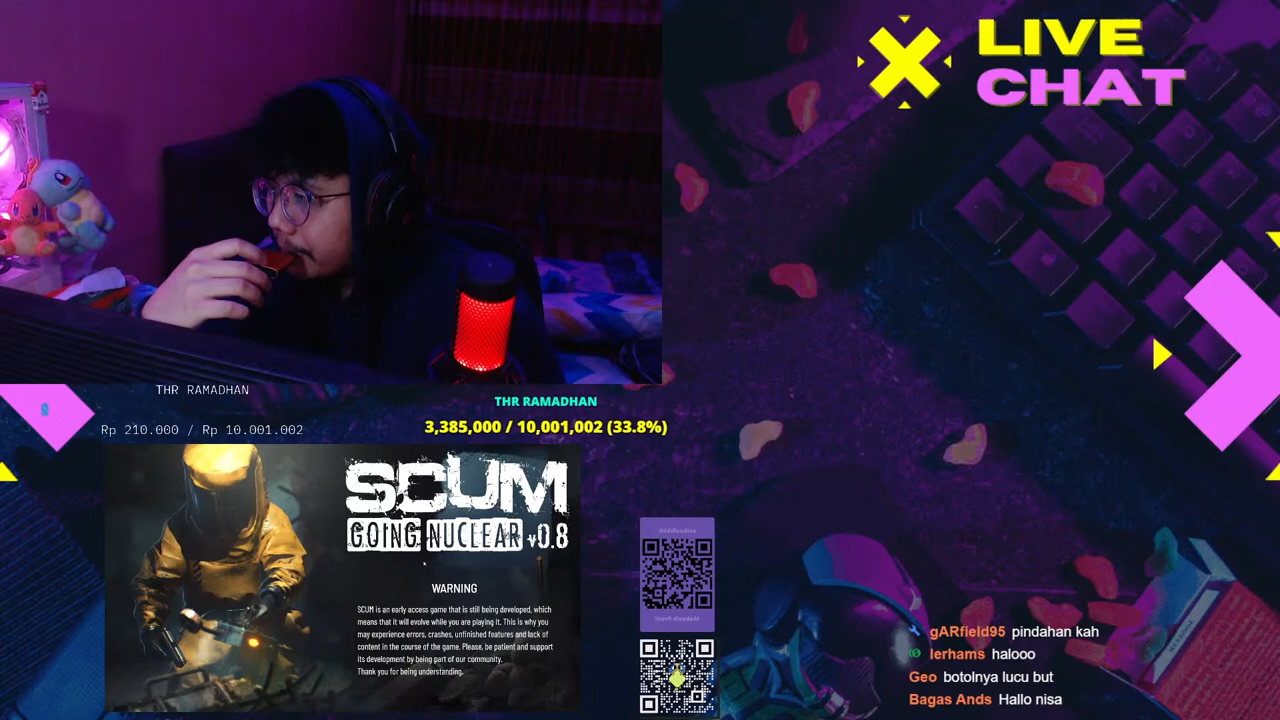 LIVE
CHAT
THR RAMADHAN
Rp 210.000 / Rp 10.001.002
THR RAMADHAN
3,385,000 / 10,001,002 (33.8%)
SCUM
GOING NUCLEAR v0.8
WARNING
SCUM is an early access game that is still being developed, which
means that it will evolve while you are playing it. This is why you
may experience errors, crashes, unfinished features and lack of
content in the course of the game. Please, be patient and support
its development by being part of our community.
Thank you for being understanding.
gARfield95 pindahan kah
lerhams halooo
Geo botolnya lucu but
Bagas Ands Hallo nisa